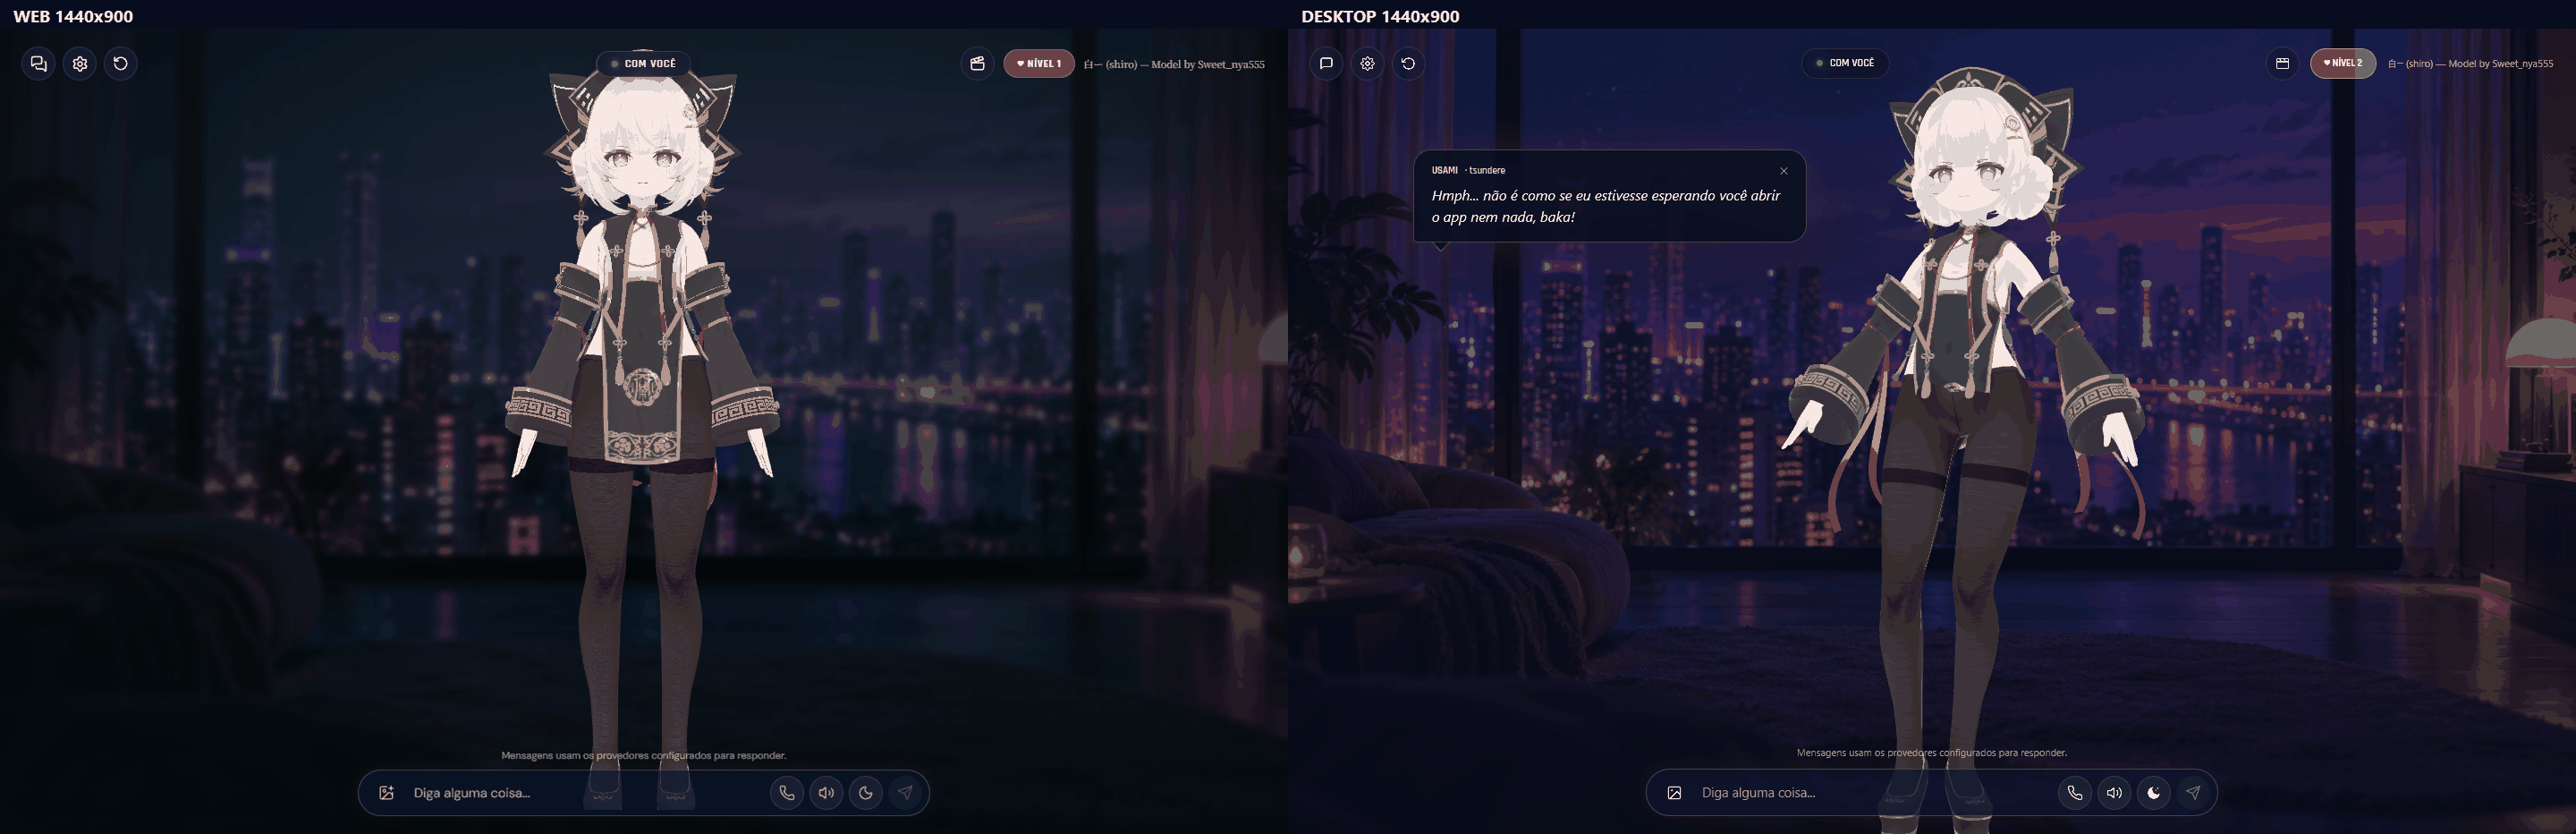 WEB 1440x900
COM VOCÊ
♥ NÍVEL 1
白一 (shiro) — Model by Sweet_nya555
Mensagens usam os provedores configurados para responder.
Diga alguma coisa...
DESKTOP 1440x900
COM VOCÊ
♥ NÍVEL 2
白一 (shiro) — Model by Sweet_nya555
USAMI · tsundere
Hmph... não é como se eu estivesse esperando você abrir
o app nem nada, baka!
Mensagens usam os provedores configurados para responder.
Diga alguma coisa...